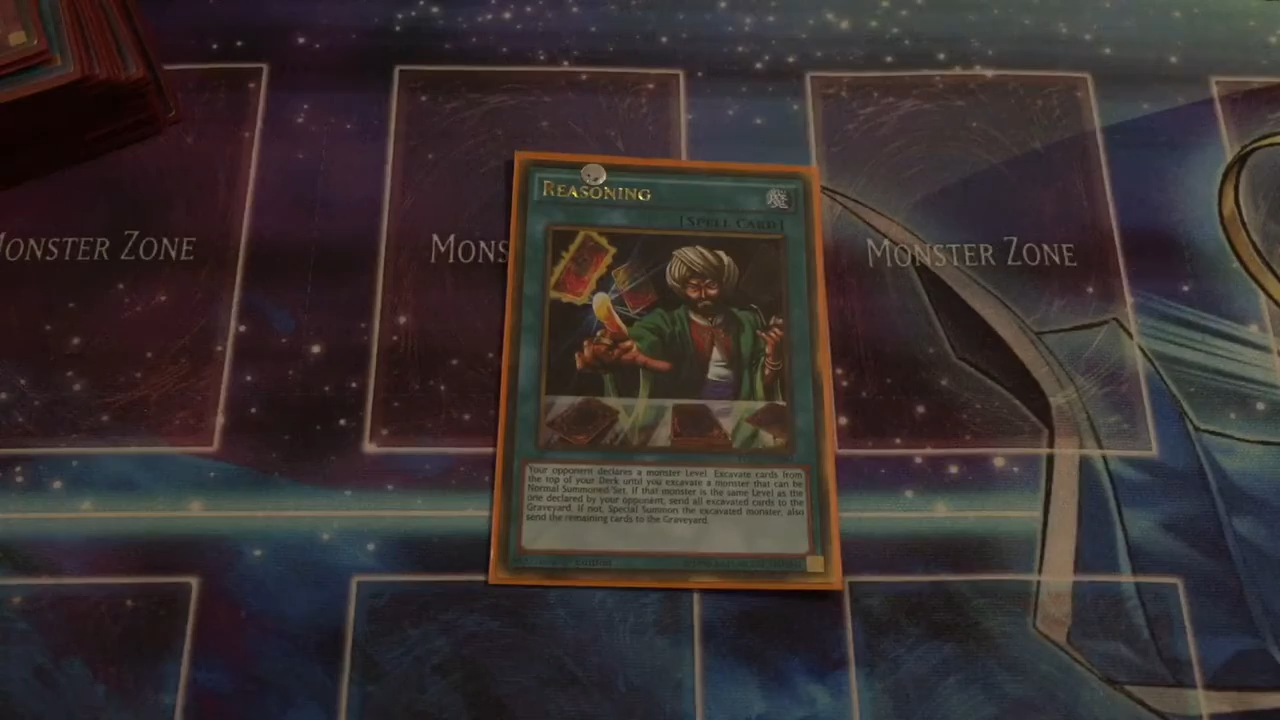 MONSTER ZONE
MONS
MONSTER ZONE
REASONING
[SPELL CARD]
Your opponent declares a monster Level. Excavate cards from
the top of your Deck until you excavate a monster that can be
Normal Summoned/Set. If that monster is the same Level as the
one declared by your opponent, send all excavated cards to the
Graveyard. If not, Special Summon the excavated monster, also
send the remaining cards to the Graveyard.